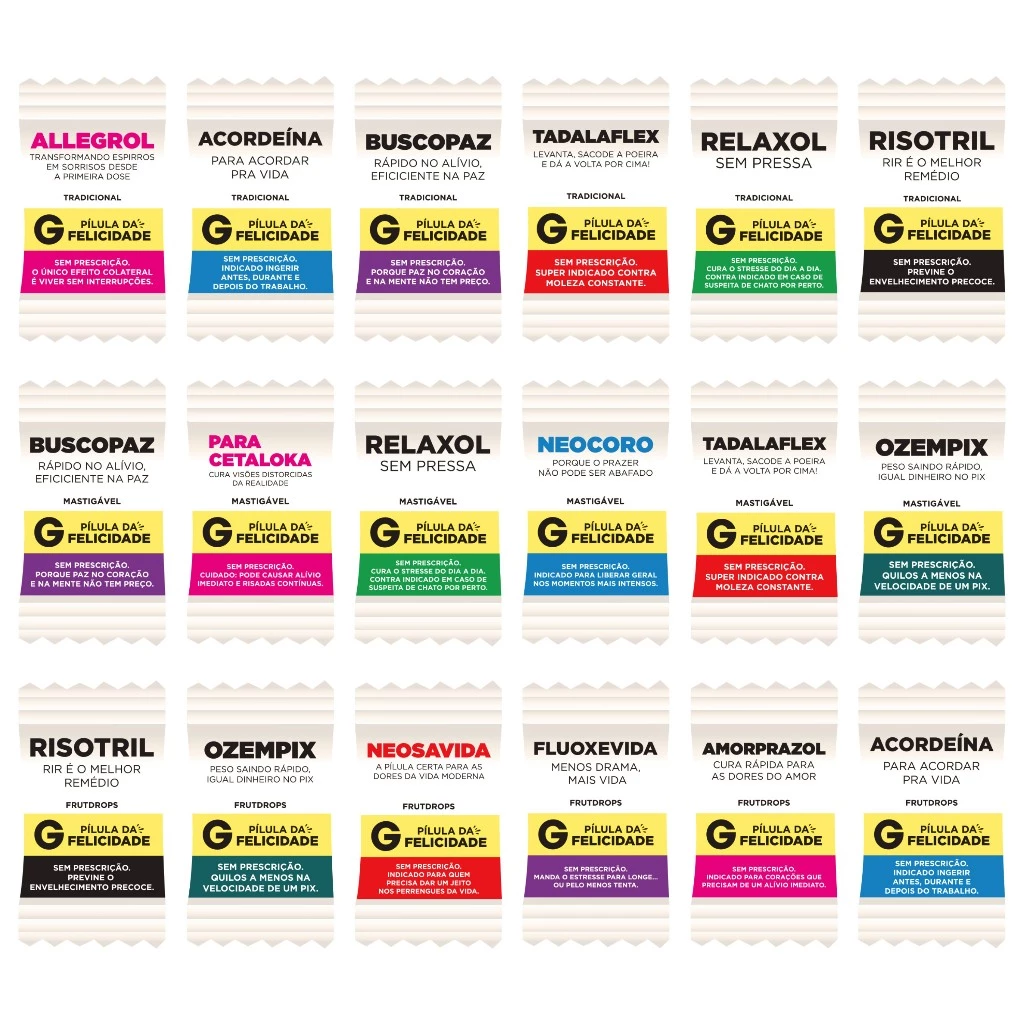 ALLEGROL
TRANSFORMANDO ESPIRROS
EM SORRISOS DESDE
A PRIMEIRA DOSE
TRADICIONAL
G PÍLULA DA
FELICIDADE
SEM PRESCRIÇÃO.
O ÚNICO EFEITO COLATERAL
É VIVER SEM INTERRUPÇÕES.
ACORDEÍNA
PARA ACORDAR
PRA VIDA
TRADICIONAL
G PÍLULA DA
FELICIDADE
SEM PRESCRIÇÃO.
INDICADO INGERIR
ANTES, DURANTE E
DEPOIS DO TRABALHO.
BUSCOPAZ
RÁPIDO NO ALÍVIO,
EFICICIENTE NA PAZ
TRADICIONAL
G PÍLULA DA
FELICIDADE
SEM PRESCRIÇÃO.
PORQUE PAZ NO CORAÇÃO
E NA MENTE NÃO TEM PREÇO.
TADALAFLEX
LEVANTA, SACODE A POEIRA
E DÁ A VOLTA POR CIMA!
TRADICIONAL
G PÍLULA DA
FELICIDADE
SEM PRESCRIÇÃO.
SUPER INDICADO CONTRA
MOLEZA CONSTANTE.
RELAXOL
SEM PRESSA
TRADICIONAL
G PÍLULA DA
FELICIDADE
SEM PRESCRIÇÃO.
CURA O STRESSE DO DIA A DIA.
CONTRA INDICADO EM CASO DE
SUSPEITA DE CHATO POR PERTO.
RISOTRIL
RIR É O MELHOR
REMÉDIO
TRADICIONAL
G PÍLULA DA
FELICIDADE
SEM PRESCRIÇÃO.
PREVINE O
ENVELHECIMENTO PRECOCE.
BUSCOPAZ
RÁPIDO NO ALÍVIO,
EFICICIENTE NA PAZ
MASTIGÁVEL
G PÍLULA DA
FELICIDADE
SEM PRESCRIÇÃO.
PORQUE PAZ NO CORAÇÃO
E NA MENTE NÃO TEM PREÇO.
PARA
CETALOKA
CURA VISÕES DISTORCIDAS
DA REALIDADE
MASTIGÁVEL
G PÍLULA DA
FELICIDADE
SEM PRESCRIÇÃO.
CUIDADO: PODE CAUSAR ALÍVIO
IMEDIATO E RISADAS CONTÍNUAS.
RELAXOL
SEM PRESSA
MASTIGÁVEL
G PÍLULA DA
FELICIDADE
SEM PRESCRIÇÃO.
CURA O STRESSE DO DIA A DIA.
CONTRA INDICADO EM CASO DE
SUSPEITA DE CHATO POR PERTO.
NEOCORO
PORQUE O PRAZER
NÃO PODE SER ABAFADO
MASTIGÁVEL
G PÍLULA DA
FELICIDADE
SEM PRESCRIÇÃO.
INDICADO PARA LIBERAR GERAL
NOS MOMENTOS MAIS INTENSOS.
TADALAFLEX
LEVANTA, SACODE A POEIRA
E DÁ A VOLTA POR CIMA!
MASTIGÁVEL
G PÍLULA DA
FELICIDADE
SEM PRESCRIÇÃO.
SUPER INDICADO CONTRA
MOLEZA CONSTANTE.
OZEMPIX
PESO SAINDO RÁPIDO,
IGUAL DINHEIRO NO PIX
MASTIGÁVEL
G PÍLULA DA
FELICIDADE
SEM PRESCRIÇÃO.
QUILOS A MENOS NA
VELOCIDADE DE UM PIX.
RISOTRIL
RIR É O MELHOR
REMÉDIO
FRUTDROPS
G PÍLULA DA
FELICIDADE
SEM PRESCRIÇÃO.
PREVINE O
ENVELHECIMENTO PRECOCE.
OZEMPIX
PESO SAINDO RÁPIDO,
IGUAL DINHEIRO NO PIX
FRUTDROPS
G PÍLULA DA
FELICIDADE
SEM PRESCRIÇÃO.
QUILOS A MENOS NA
VELOCIDADE DE UM PIX.
NEOSAVIDA
A PÍLULA CERTA PARA AS
DORES DA VIDA MODERNA
FRUTDROPS
G PÍLULA DA
FELICIDADE
SEM PRESCRIÇÃO.
INDICADO PARA QUEM
PRECISA DAR UM JEITO
NOS PERRENGUES DA VIDA.
FLUOXEVIDA
MENOS DRAMA,
MAIS VIDA
FRUTDROPS
G PÍLULA DA
FELICIDADE
SEM PRESCRIÇÃO.
MANDA O ESTRESSE PARA LONGE...
OU PELO MENOS TENTA.
AMORPRAZOL
CURA RÁPIDA PARA
AS DORES DO AMOR
FRUTDROPS
G PÍLULA DA
FELICIDADE
SEM PRESCRIÇÃO.
INDICADO PARA CORAÇÕES QUE
PRECISAM DE UM ALÍVIO IMEDIATO.
ACORDEÍNA
PARA ACORDAR
PRA VIDA
FRUTDROPS
G PÍLULA DA
FELICIDADE
SEM PRESCRIÇÃO.
INDICADO INGERIR
ANTES, DURANTE E
DEPOIS DO TRABALHO.